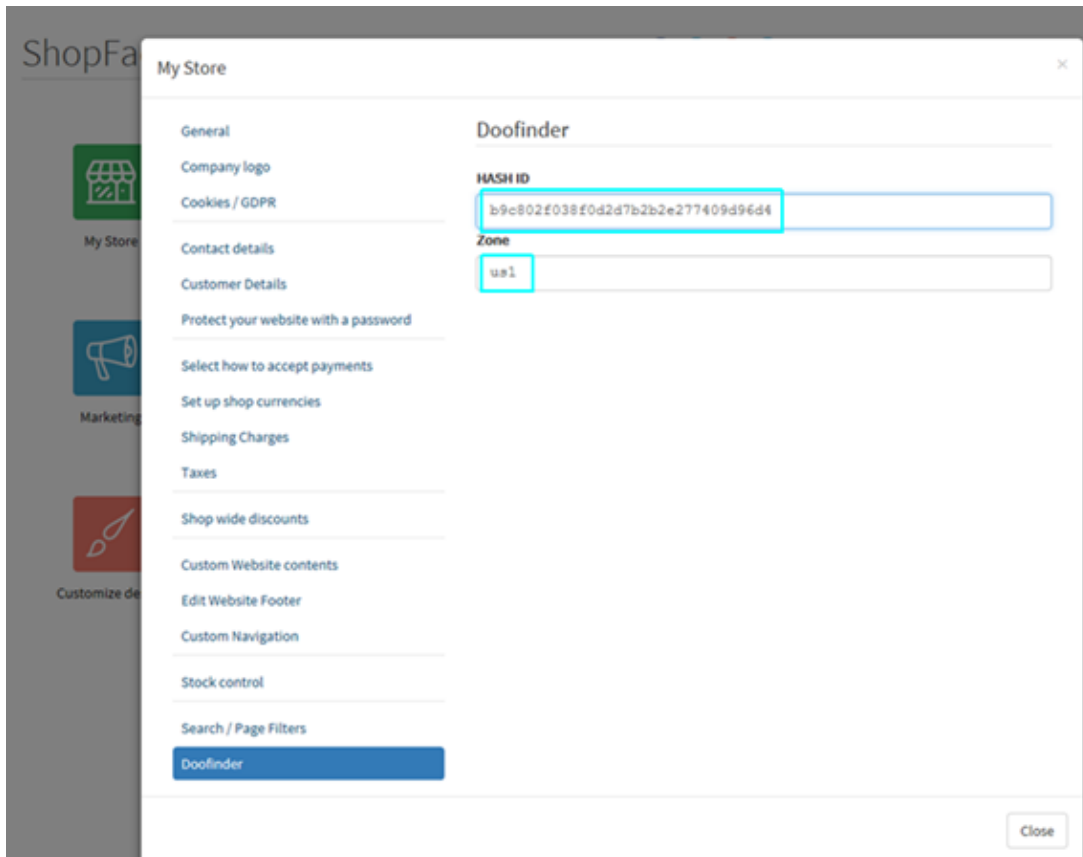 ShopFa
My Store
×
General
Company logo
Cookies / GDPR
Contact details
Customer Details
Protect your website with a password
Select how to accept payments
Set up shop currencies
Shipping Charges
Taxes
Shop wide discounts
Custom Website contents
Edit Website Footer
Custom Navigation
Stock control
Search / Page Filters
Doofinder
Doofinder
HASH ID
b9c802f038f0d2d7b2b2e277409d96d4
Zone
us1
My Store
Marketing
Customize de
Close